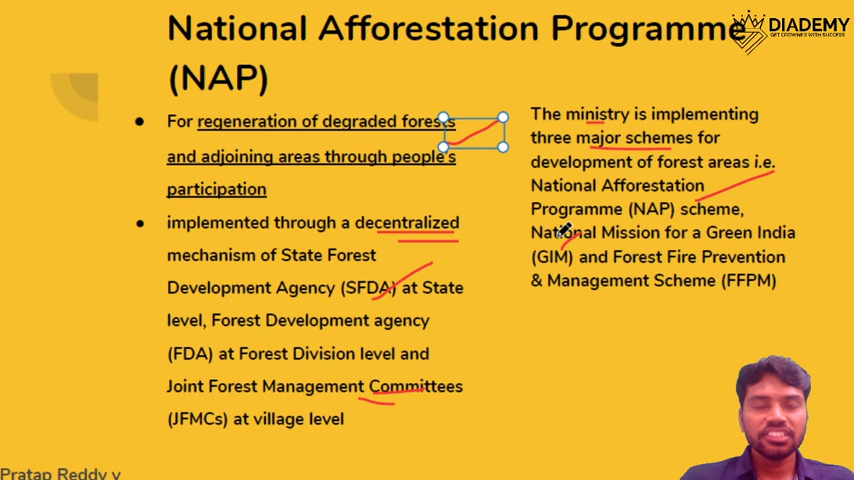 National Afforestation Programme
(NAP)
DIADEMY
GET CROWNED WITH SUCCESS
● For regeneration of degraded forests
and adjoining areas through people's
participation
● implemented through a decentralized
mechanism of State Forest
Development Agency (SFDA) at State
level, Forest Development agency
(FDA) at Forest Division level and
Joint Forest Management Committees
(JFMCs) at village level
The ministry is implementing
three major schemes for
development of forest areas i.e.
National Afforestation
Programme (NAP) scheme,
National Mission for a Green India
(GIM) and Forest Fire Prevention
& Management Scheme (FFPM)
Pratap Reddy y